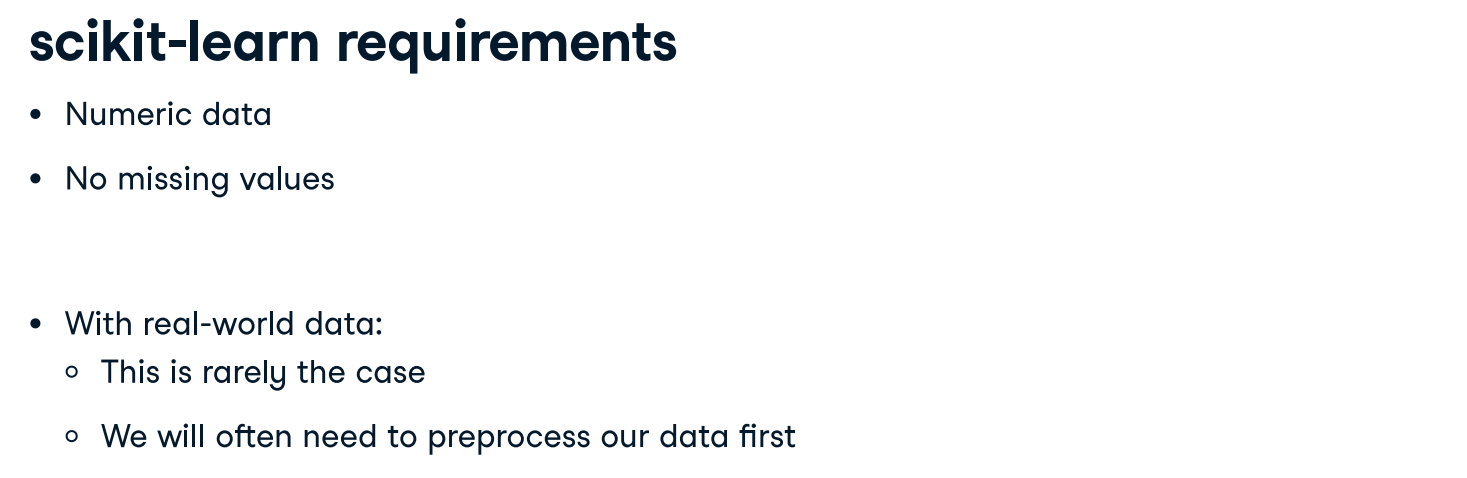 scikit-learn requirements
• Numeric data
• No missing values
• With real-world data:
◦ This is rarely the case
◦ We will often need to preprocess our data first